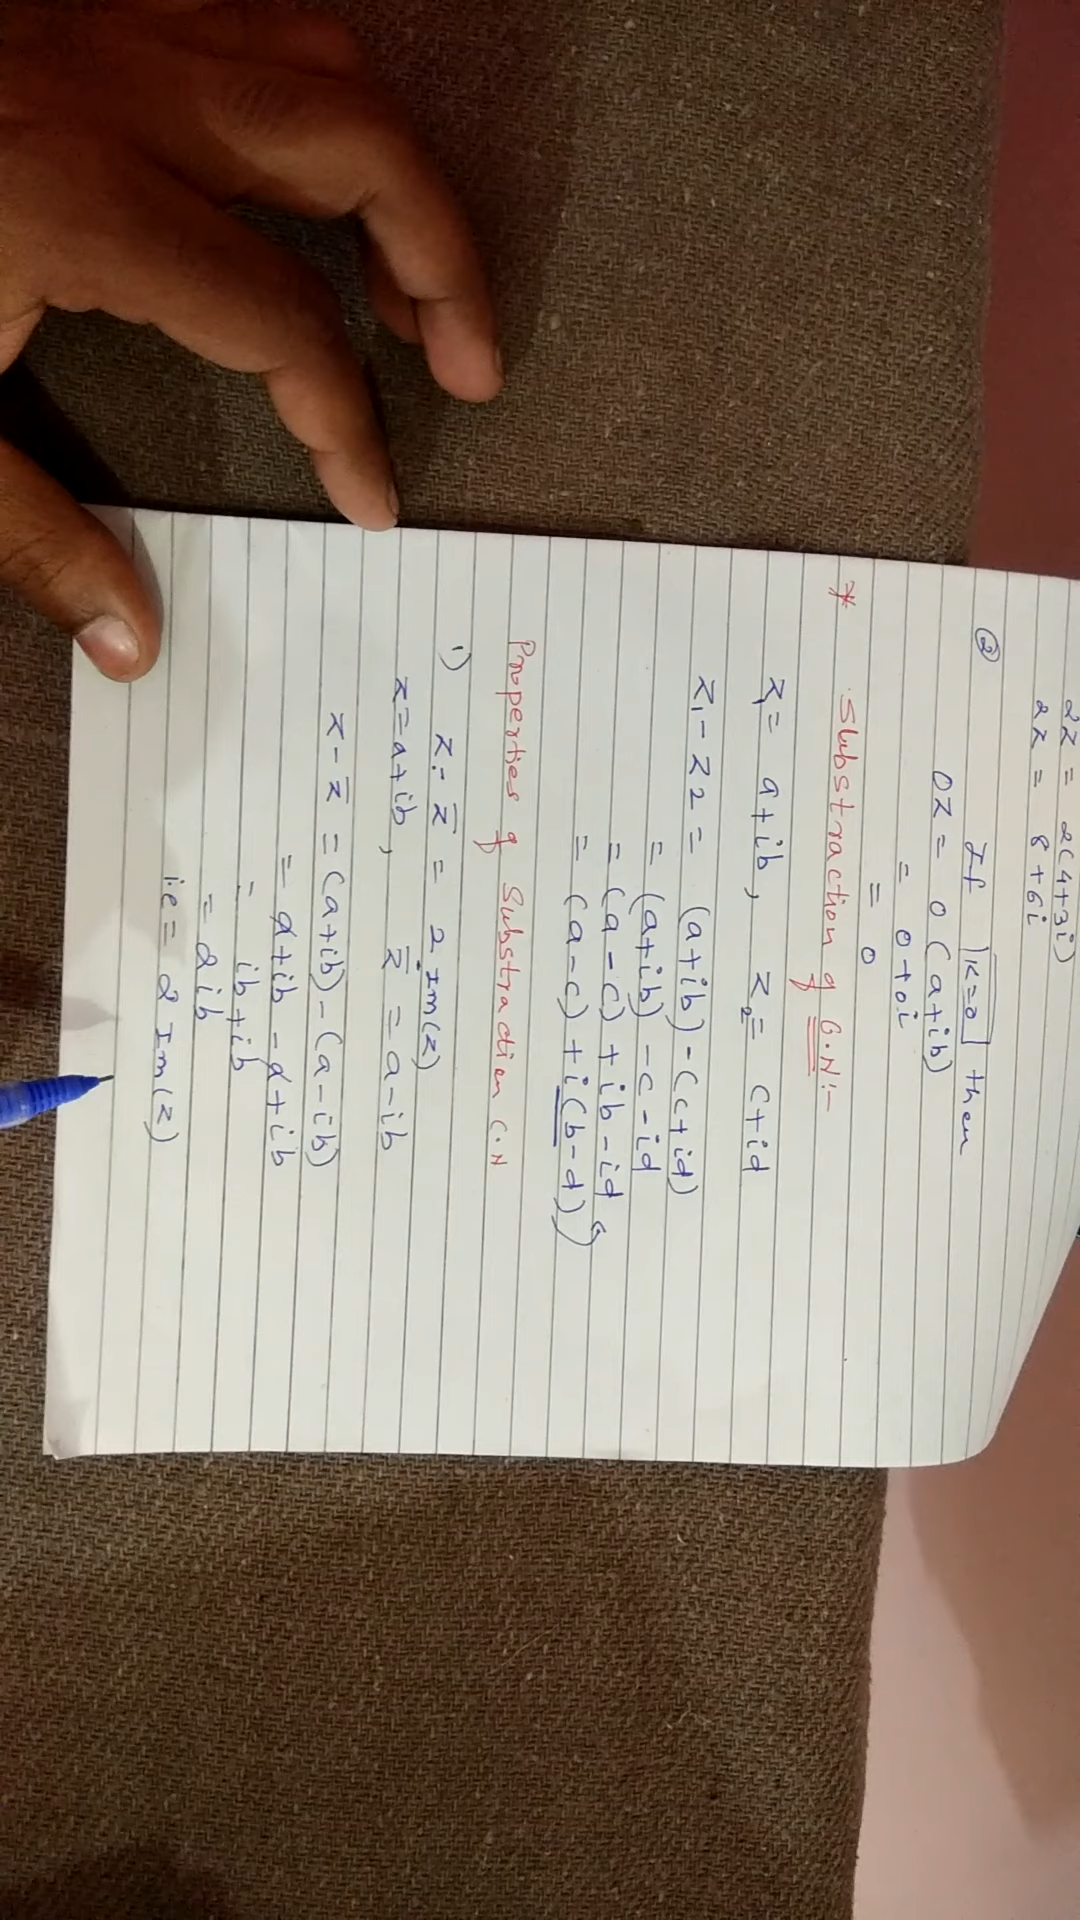 2z = 2(4+3i)
2z = 8+6i
② If k=0 then
0z = 0(a+ib)
= 0+0i
= 0
* Substraction of C.N:-
z₁= a+ib, z₂= c+id
z₁-z2 = (a+ib)-(c+id)
= (a+ib)-c-id
= (a-c)+ib-id
= (a-c)+i(b-d)
Properties of Substraction C.N
1) z-z̅ = 2 Im(z)
z=a+ib, z̅ = a-ib
z-z̅ = (a+ib)-(a-ib)
= a+ib-a+ib
= ib+ib
= 2ib
i.e = 2 Im(z)